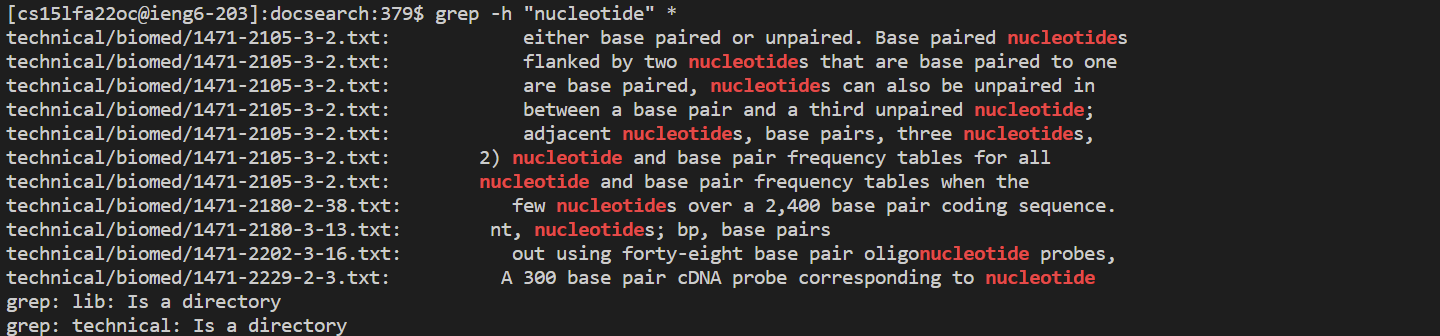 [cs15lfa22oc@ieng6-203]:docsearch:379$ grep -h "nucleotide" *
technical/biomed/1471-2105-3-2.txt:            either base paired or unpaired. Base paired nucleotides
technical/biomed/1471-2105-3-2.txt:            flanked by two nucleotides that are base paired to one
technical/biomed/1471-2105-3-2.txt:            are base paired, nucleotides can also be unpaired in
technical/biomed/1471-2105-3-2.txt:            between a base pair and a third unpaired nucleotide;
technical/biomed/1471-2105-3-2.txt:            adjacent nucleotides, base pairs, three nucleotides,
technical/biomed/1471-2105-3-2.txt:        2) nucleotide and base pair frequency tables for all
technical/biomed/1471-2105-3-2.txt:        nucleotide and base pair frequency tables when the
technical/biomed/1471-2180-2-38.txt:          few nucleotides over a 2,400 base pair coding sequence.
technical/biomed/1471-2180-3-13.txt:        nt, nucleotides; bp, base pairs
technical/biomed/1471-2202-3-16.txt:          out using forty-eight base pair oligonucleotide probes,
technical/biomed/1471-2229-2-3.txt:          A 300 base pair cDNA probe corresponding to nucleotide
grep: lib: Is a directory
grep: technical: Is a directory